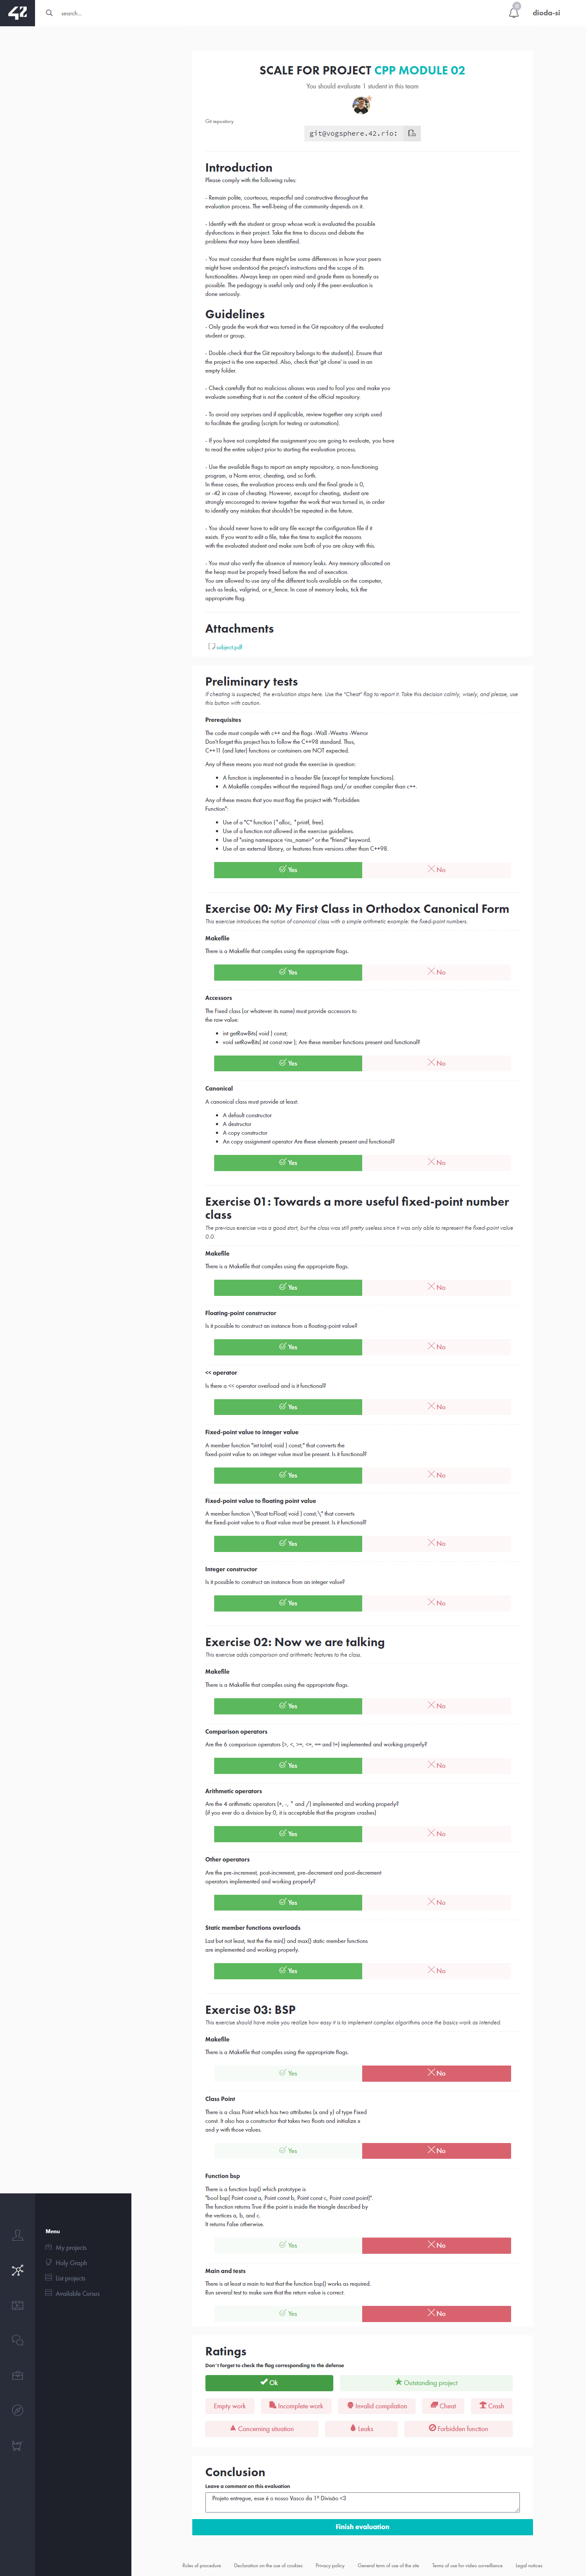 42
search...
0
dioda-si
SCALE FOR PROJECT CPP MODULE 02
You should evaluate 1 student in this team
Git repository
git@vogsphere.42.rio:
Introduction
Please comply with the following rules:
- Remain polite, courteous, respectful and constructive throughout the
evaluation process. The well-being of the community depends on it.
- Identify with the student or group whose work is evaluated the possible
dysfunctions in their project. Take the time to discuss and debate the
problems that may have been identified.
- You must consider that there might be some differences in how your peers
might have understood the project's instructions and the scope of its
functionalities. Always keep an open mind and grade them as honestly as
possible. The pedagogy is useful only and only if the peer-evaluation is
done seriously.
Guidelines
- Only grade the work that was turned in the Git repository of the evaluated
student or group.
- Double-check that the Git repository belongs to the student(s). Ensure that
the project is the one expected. Also, check that 'git clone' is used in an
empty folder.
- Check carefully that no malicious aliases was used to fool you and make you
evaluate something that is not the content of the official repository.
- To avoid any surprises and if applicable, review together any scripts used
to facilitate the grading (scripts for testing or automation).
- If you have not completed the assignment you are going to evaluate, you have
to read the entire subject prior to starting the evaluation process.
- Use the available flags to report an empty repository, a non-functioning
program, a Norm error, cheating, and so forth.
In these cases, the evaluation process ends and the final grade is 0,
or -42 in case of cheating. However, except for cheating, student are
strongly encouraged to review together the work that was turned in, in order
to identify any mistakes that shouldn't be repeated in the future.
- You should never have to edit any file except the configuration file if it
exists. If you want to edit a file, take the time to explicit the reasons
with the evaluated student and make sure both of you are okay with this.
- You must also verify the absence of memory leaks. Any memory allocated on
the heap must be properly freed before the end of execution.
You are allowed to use any of the different tools available on the computer,
such as leaks, valgrind, or e_fence. In case of memory leaks, tick the
appropriate flag.
Attachments
subject.pdf
Preliminary tests
If cheating is suspected, the evaluation stops here. Use the "Cheat" flag to report it. Take this decision calmly, wisely, and please, use
this button with caution.
Prerequisites
The code must compile with c++ and the flags -Wall -Wextra -Werror
Don't forget this project has to follow the C++98 standard. Thus,
C++11 (and later) functions or containers are NOT expected.
Any of these means you must not grade the exercise in question:
• A function is implemented in a header file (except for template functions).
• A Makefile compiles without the required flags and/or another compiler than c++.
Any of these means that you must flag the project with "Forbidden
Function":
• Use of a "C" function (*alloc, *printf, free).
• Use of a function not allowed in the exercise guidelines.
• Use of "using namespace <ns_name>" or the "friend" keyword.
• Use of an external library, or features from versions other than C++98.
Yes No
Exercise 00: My First Class in Orthodox Canonical Form
This exercise introduces the notion of canonical class with a simple arithmetic example: the fixed-point numbers.
Makefile
There is a Makefile that compiles using the appropriate flags.
Yes No
Accessors
The Fixed class (or whatever its name) must provide accessors to
the raw value:
• int getRawBits( void ) const;
• void setRawBits( int const raw ); Are these member functions present and functional?
Yes No
Canonical
A canonical class must provide at least:
• A default constructor
• A destructor
• A copy constructor
• An copy assignment operator Are these elements present and functional?
Yes No
Exercise 01: Towards a more useful fixed-point number
class
The previous exercise was a good start, but the class was still pretty useless since it was only able to represent the fixed-point value
0.0.
Makefile
There is a Makefile that compiles using the appropriate flags.
Yes No
Floating-point constructor
Is it possible to construct an instance from a floating-point value?
Yes No
<< operator
Is there a << operator overload and is it functional?
Yes No
Fixed-point value to integer value
A member function "int toInt( void ) const;" that converts the
fixed-point value to an integer value must be present. Is it functional?
Yes No
Fixed-point value to floating point value
A member function \"float toFloat( void ) const;\" that converts
the fixed-point value to a float value must be present. Is it functional?
Yes No
Integer constructor
Is it possible to construct an instance from an integer value?
Yes No
Exercise 02: Now we are talking
This exercise adds comparison and arithmetic features to the class.
Makefile
There is a Makefile that compiles using the appropriate flags.
Yes No
Comparison operators
Are the 6 comparison operators (>, <, >=, <=, == and !=) implemented and working properly?
Yes No
Arithmetic operators
Are the 4 arithmetic operators (+, -, * and /) implemented and working properly?
(if you ever do a division by 0, it is acceptable that the program crashes)
Yes No
Other operators
Are the pre-increment, post-increment, pre-decrement and post-decrement
operators implemented and working properly?
Yes No
Static member functions overloads
Last but not least, test the the min() and max() static member functions
are implemented and working properly.
Yes No
Exercise 03: BSP
This exercise should have make you realize how easy it is to implement complex algorithms once the basics work as intended.
Makefile
There is a Makefile that compiles using the appropriate flags.
Yes No
Class Point
There is a class Point which has two attributes (x and y) of type Fixed
const. It also has a constructor that takes two floats and initialize x
and y with those values.
Yes No
Function bsp
There is a function bsp() which prototype is
"bool bsp( Point const a, Point const b, Point const c, Point const point)".
The function returns True if the point is inside the triangle described by
the vertices a, b, and c.
It returns False otherwise.
Yes No
Main and tests
There is at least a main to test that the function bsp() works as required.
Run several test to make sure that the return value is correct.
Yes No
Menu
My projects
Holy Graph
List projects
Available Cursus
Ratings
Don't forget to check the flag corresponding to the defense
Ok Outstanding project
Empty work Incomplete work Invalid compilation Cheat Crash
Concerning situation Leaks Forbidden function
Conclusion
Leave a comment on this evaluation
Projeto entregue, esse é o nosso Vasco da 1ª Divisão <3
Finish evaluation
Rules of procedure Declaration on the use of cookies Privacy policy General term of use of the site Terms of use for video surveillance Legal notices